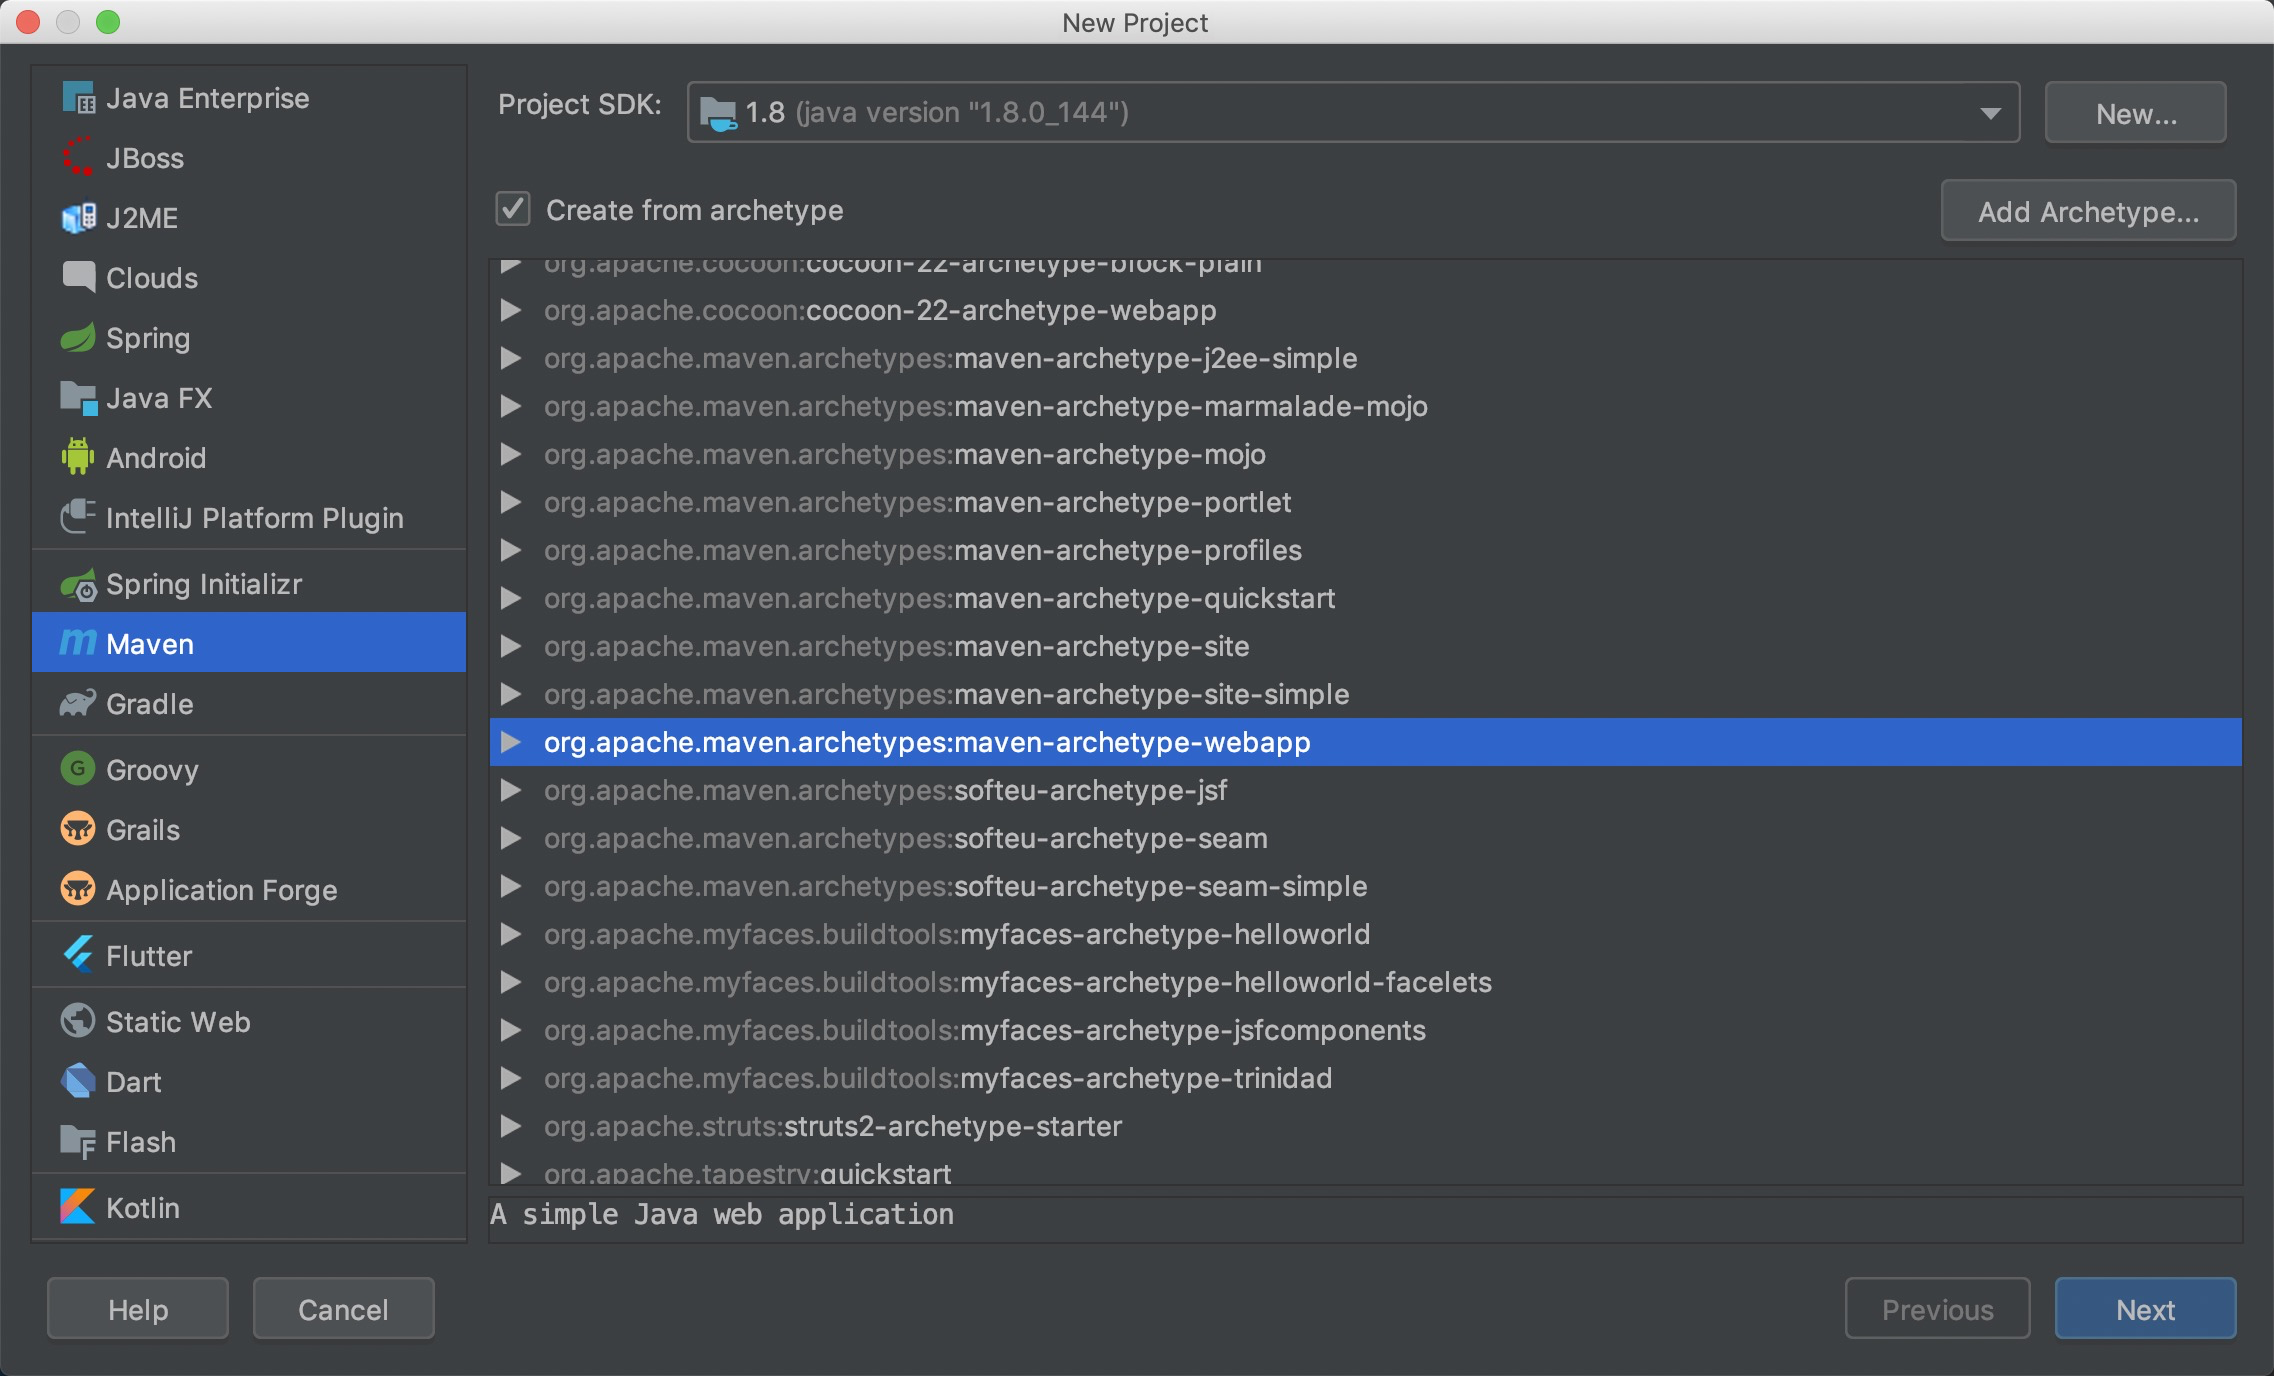 New Project
Java Enterprise
JBoss
J2ME
Clouds
Spring
Java FX
Android
IntelliJ Platform Plugin
Spring Initializr
Maven
Gradle
Groovy
Grails
Application Forge
Flutter
Static Web
Dart
Flash
Kotlin
Project SDK: 1.8 (java version "1.8.0_144") New...
Create from archetype Add Archetype...
org.apache.cocoon:cocoon-22-archetype-block-plain
org.apache.cocoon:cocoon-22-archetype-webapp
org.apache.maven.archetypes:maven-archetype-j2ee-simple
org.apache.maven.archetypes:maven-archetype-marmalade-mojo
org.apache.maven.archetypes:maven-archetype-mojo
org.apache.maven.archetypes:maven-archetype-portlet
org.apache.maven.archetypes:maven-archetype-profiles
org.apache.maven.archetypes:maven-archetype-quickstart
org.apache.maven.archetypes:maven-archetype-site
org.apache.maven.archetypes:maven-archetype-site-simple
org.apache.maven.archetypes:maven-archetype-webapp
org.apache.maven.archetypes:softeu-archetype-jsf
org.apache.maven.archetypes:softeu-archetype-seam
org.apache.maven.archetypes:softeu-archetype-seam-simple
org.apache.myfaces.buildtools:myfaces-archetype-helloworld
org.apache.myfaces.buildtools:myfaces-archetype-helloworld-facelets
org.apache.myfaces.buildtools:myfaces-archetype-jsfcomponents
org.apache.myfaces.buildtools:myfaces-archetype-trinidad
org.apache.struts:struts2-archetype-starter
org.apache.tapestry:quickstart
A simple Java web application
Help Cancel Previous Next